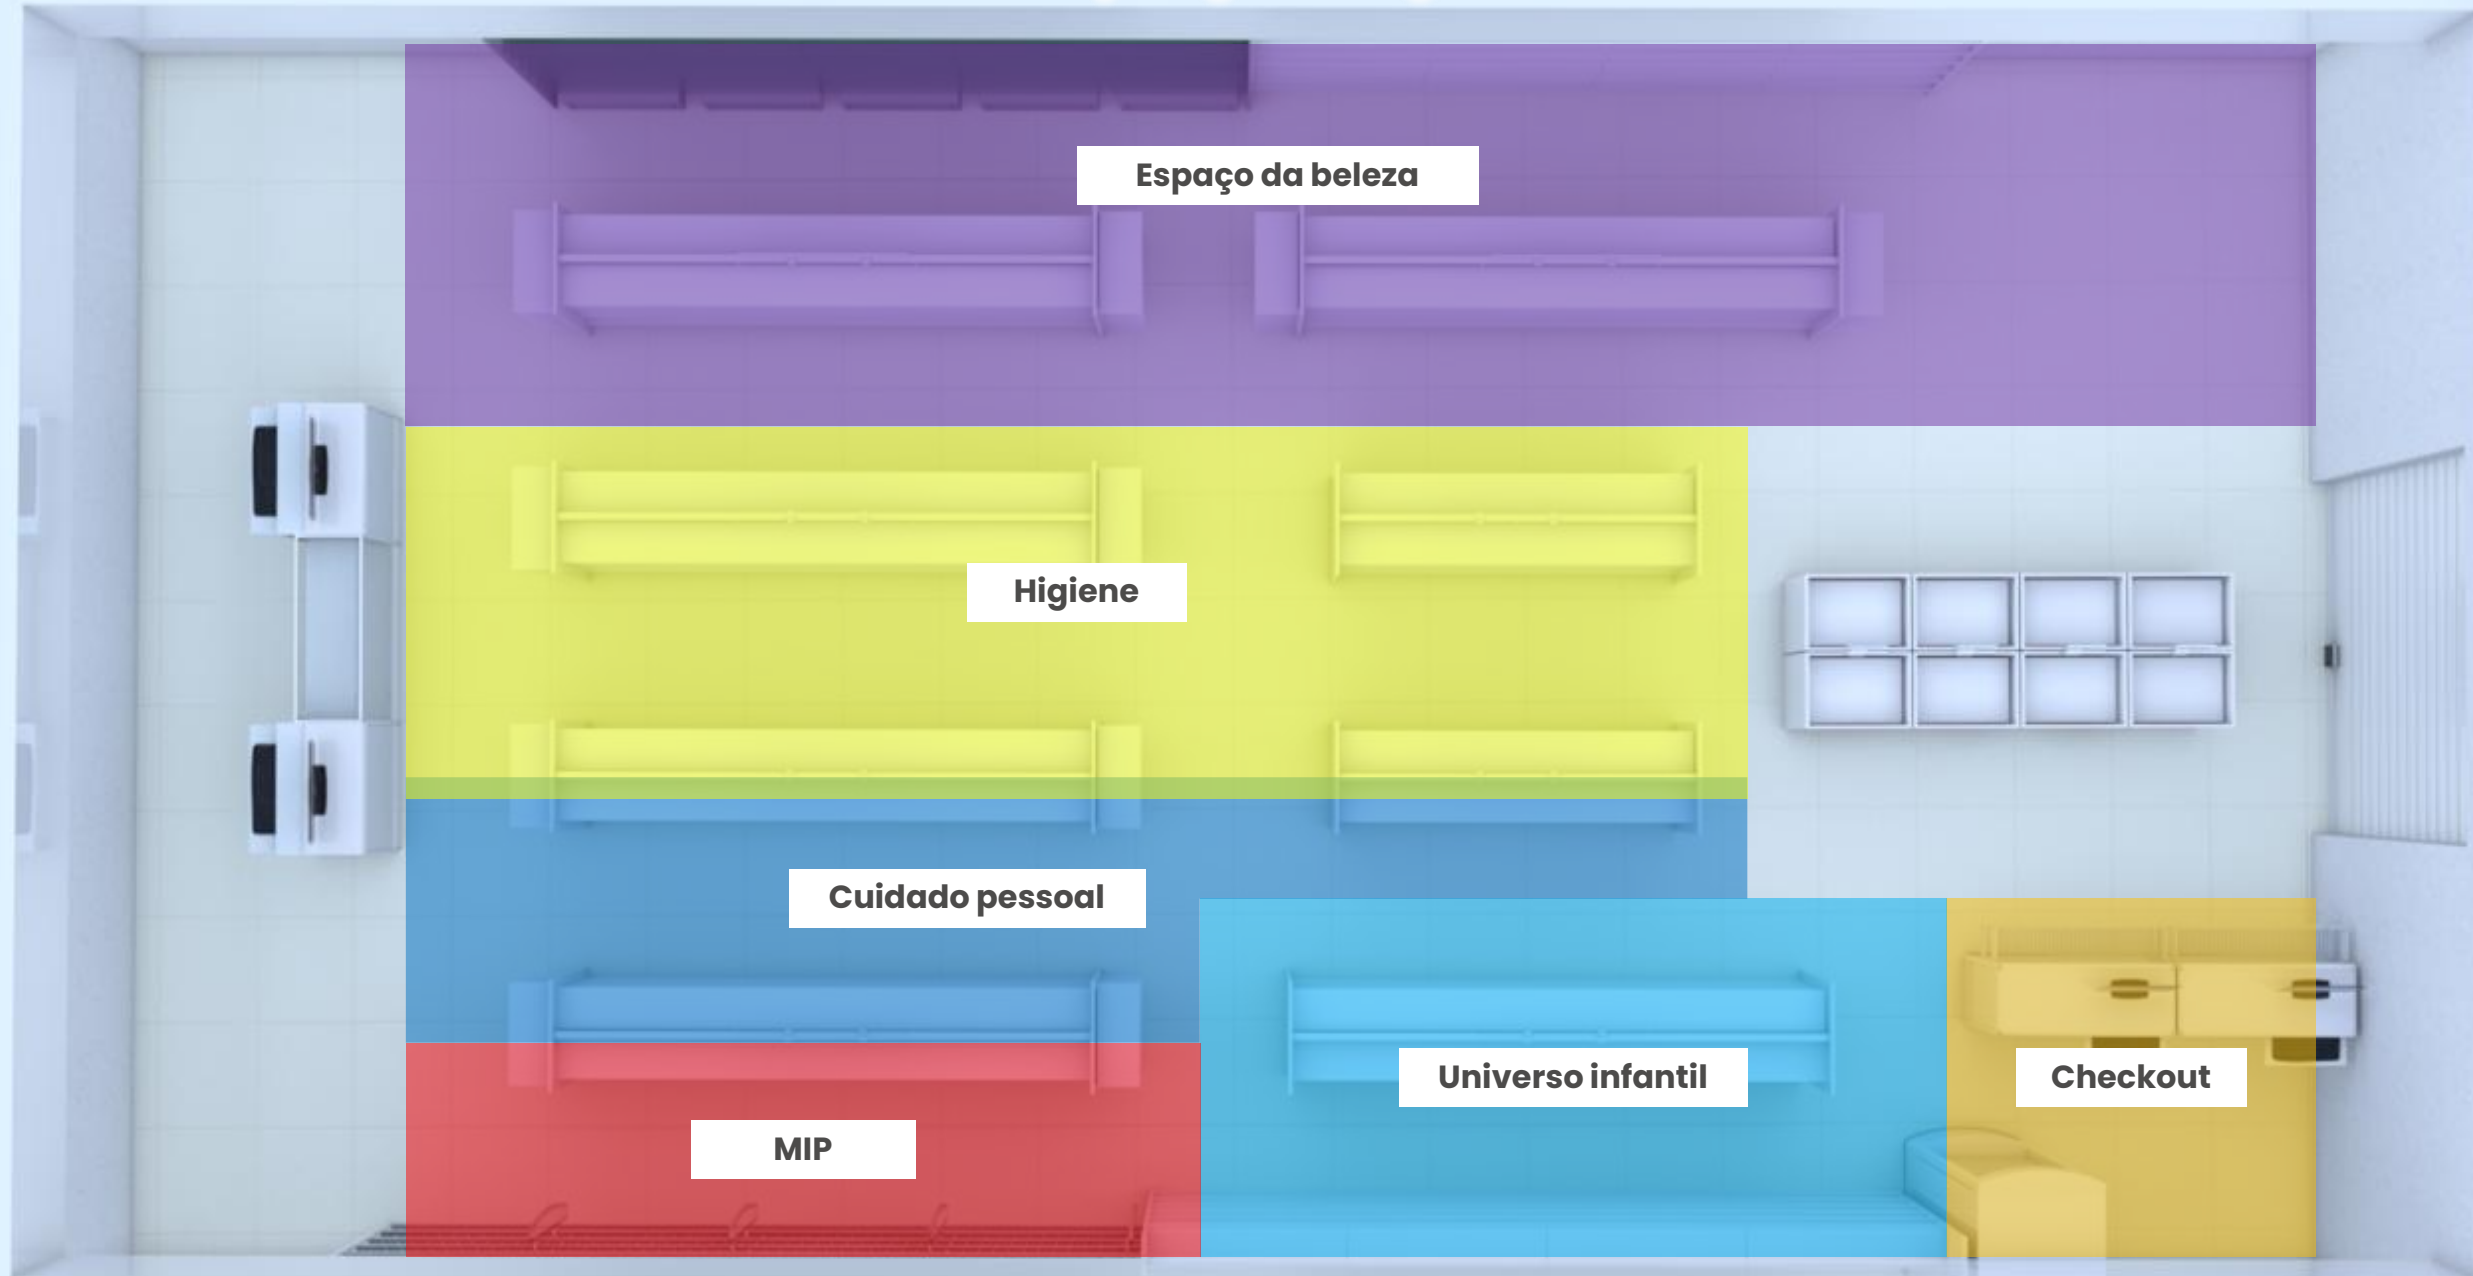 Espaço da beleza
Higiene
Cuidado pessoal
Universo infantil
Checkout
MIP